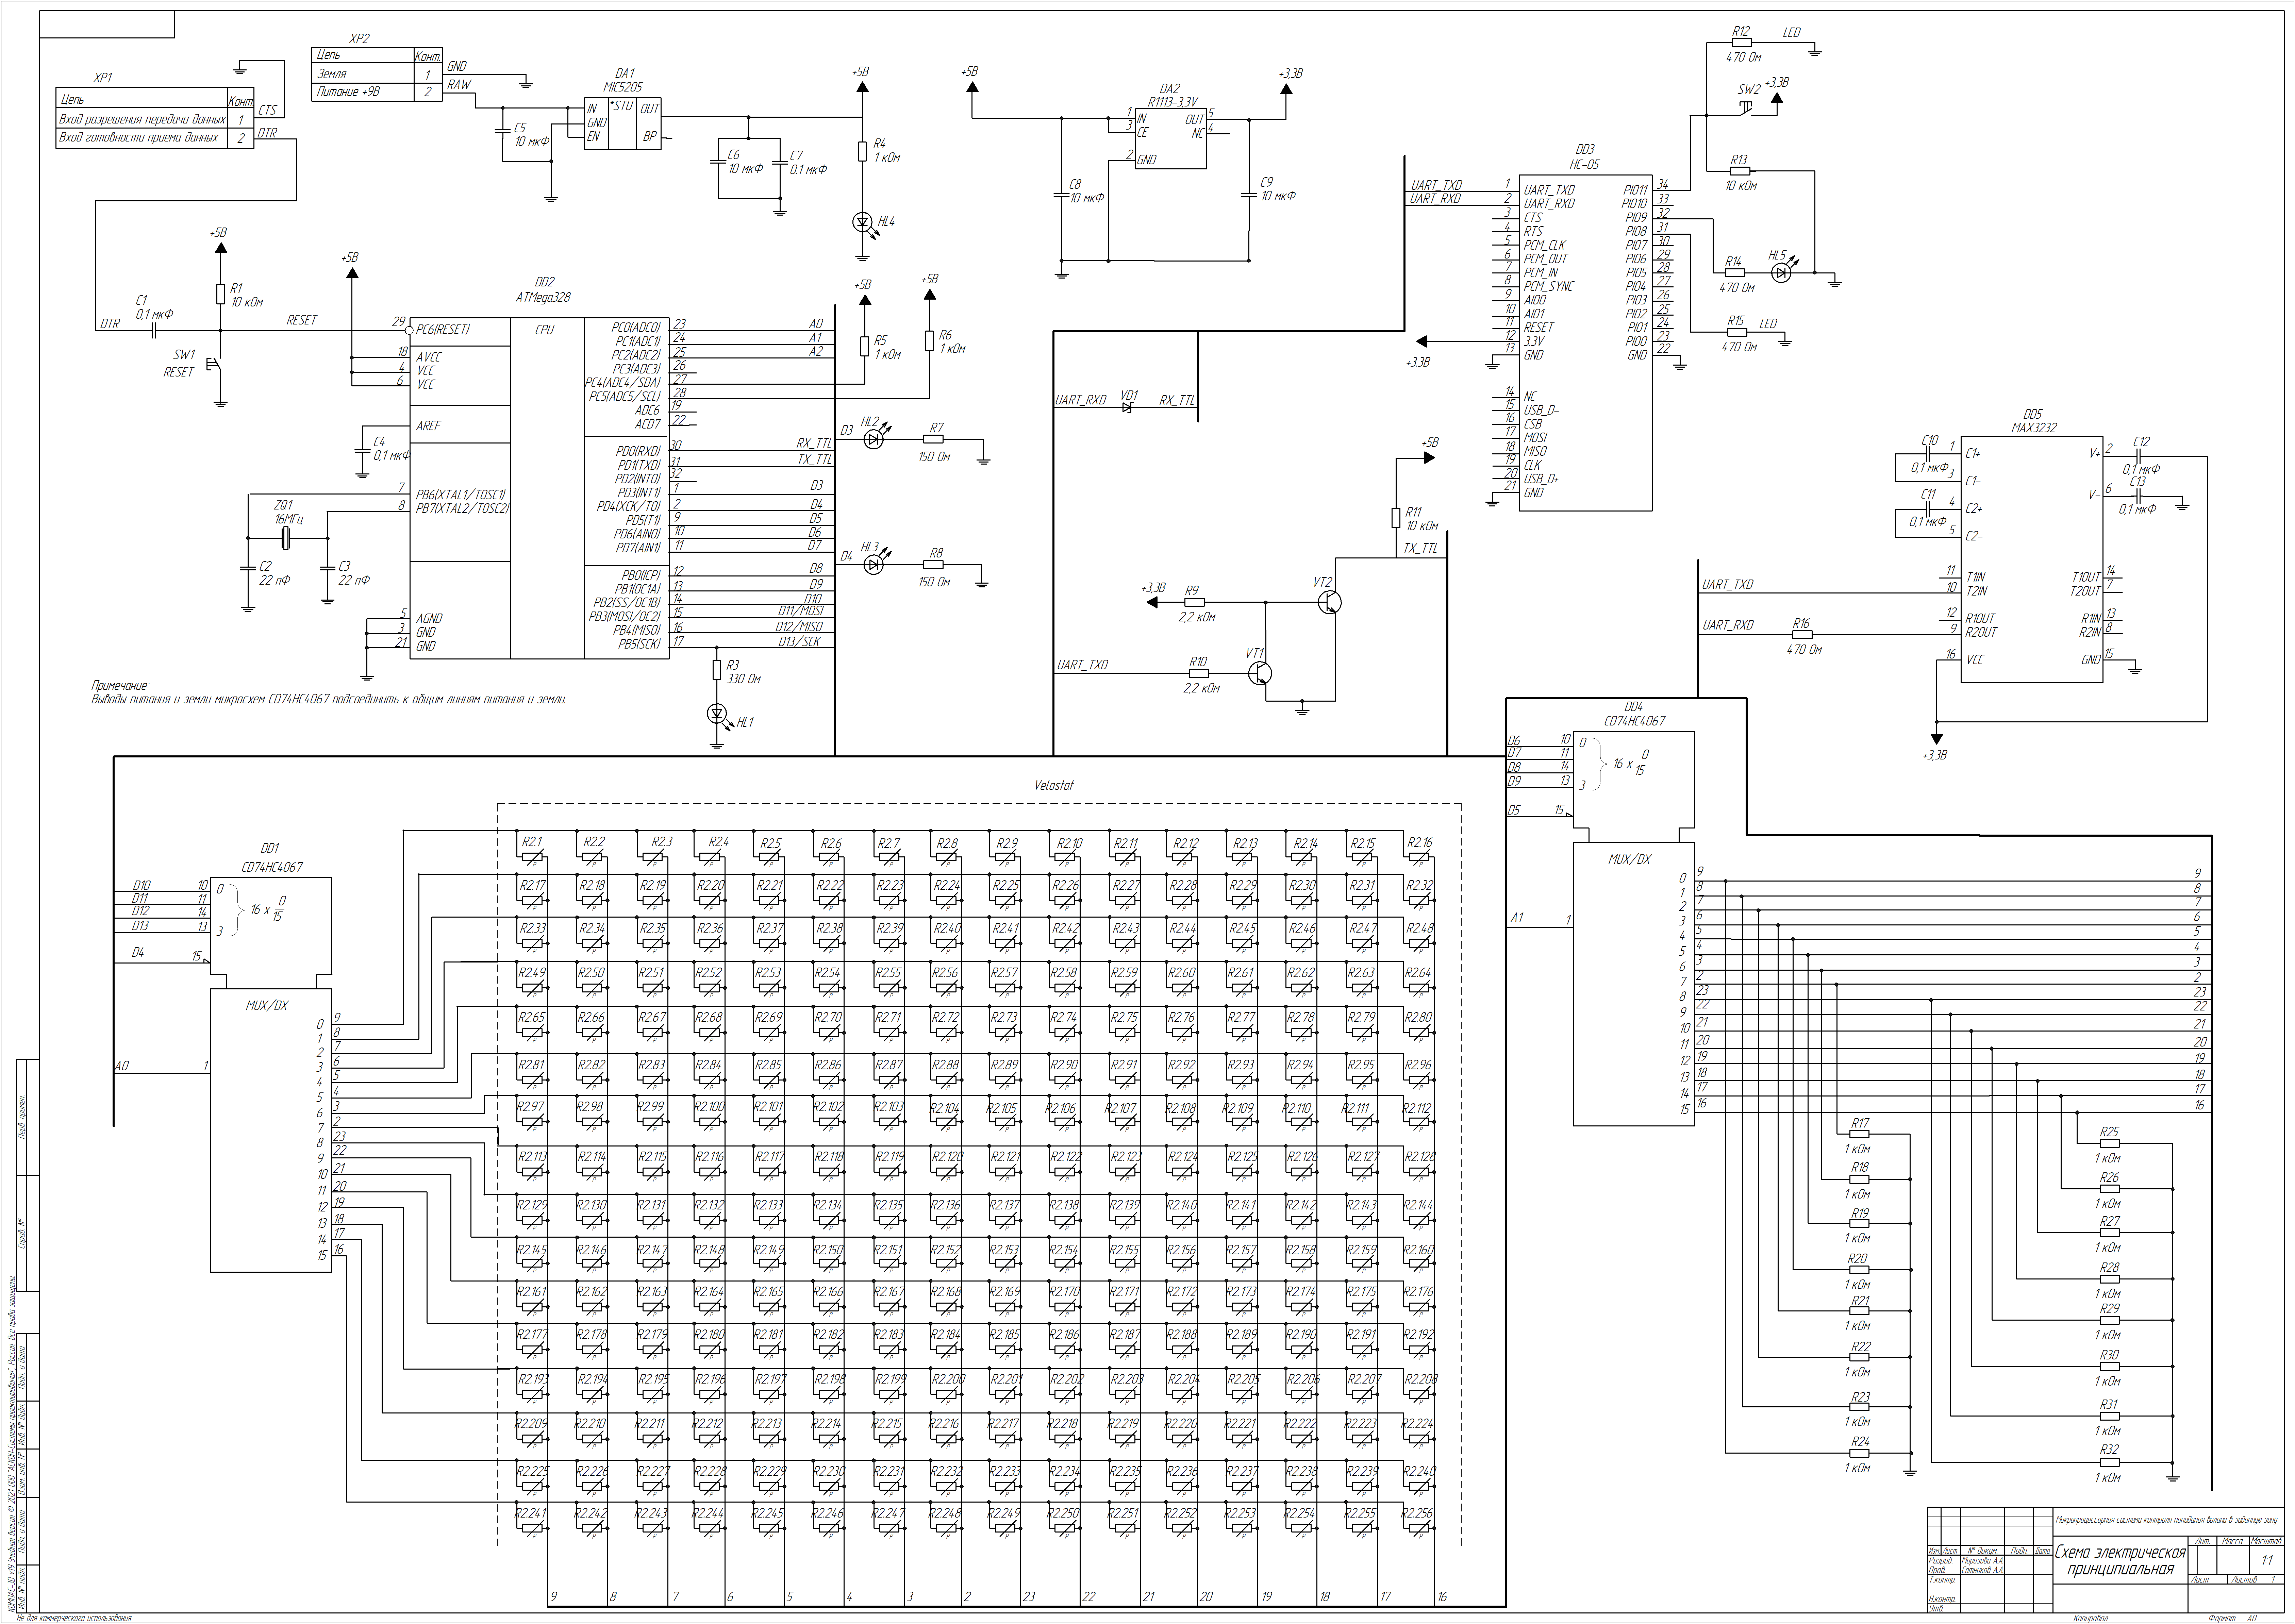 XP1
Цепь Конт.
Вход разрешения передачи данных 1 CTS
Вход готовности приема данных 2 DTR
XP2
Цепь Конт.
Земля 1 GND
Питание +9В 2 RAW
DA1
MIC5205
IN *STU OUT
GND
EN BP
C5
10 мкФ
C6
10 мкФ
C7
0.1 мкФ
+5В
R4
1 кОм
HL4
+5В
DA2
R1113-3,3V
1 IN OUT 5
3 CE NC 4
2 GND
+3,3В
C8
10 мкФ
C9
10 мкФ
R12 LED
470 Ом
SW2 +3,3В
R13
10 кОм
R14 HL5
470 Ом
R15 LED
470 Ом
DD3
HC-05
UART_TXD 1 UART_TXD PIO11 34
UART_RXD 2 UART_RXD PIO10 33
3 CTS PIO9 32
4 RTS PIO8 31
5 PCM_CLK PIO7 30
6 PCM_OUT PIO6 29
7 PCM_IN PIO5 28
8 PCM_SYNC PIO4 27
9 AIO0 PIO3 26
10 AIO1 PIO2 25
11 RESET PIO1 24
12 3.3V PIO0 23
13 GND GND 22
+3.3В
14 NC
15 USB_D-
16 CSB
17 MOSI
18 MISO
19 CLK
20 USB_D+
21 GND
+5В
R1
10 кОм
C1
0,1 мкФ
DTR
RESET
SW1
RESET
+5В
DD2
ATMega328
CPU
29 PC6(RESET)
18 AVCC
4 VCC
6 VCC
AREF
C4
0,1 мкФ
7 PB6(XTAL1/TOSC1)
8 PB7(XTAL2/TOSC2)
ZQ1
16МГц
C2
22 пФ
C3
22 пФ
5 AGND
3 GND
21 GND
PC0(ADC0) 23 A0
PC1(ADC1) 24 A1
PC2(ADC2) 25 A2
PC3(ADC3) 26
PC4(ADC4/SDA) 27
PC5(ADC5/SCL) 28
ADC6 19
ACD7 22
PD0(RXD) 30 RX_TTL
PD1(TXD) 31 TX_TTL
PD2(INT0) 32
PD3(INT1) 1 D3
PD4(XCK/T0) 2 D4
PD5(T1) 9 D5
PD6(AIN0) 10 D6
PD7(AIN1) 11 D7
PB0(ICP) 12 D8
PB1(OC1A) 13 D9
PB2(SS/OC1B) 14 D10
PB3(MOSI/OC2) 15 D11/MOSI
PB4(MISO) 16 D12/MISO
PB5(SCK) 17 D13/SCK
R3
330 Ом
HL1
+5В
R5
1 кОм
+5В
R6
1 кОм
D3 HL2 R7
150 Ом
D4 HL3 R8
150 Ом
UART_RXD VD1 RX_TTL
+5В
R11
10 кОм
TX_TTL
+3,3В R9 VT2
2,2 кОм
UART_TXD R10 VT1
2,2 кОм
DD5
MAX3232
C10
0,1 мкФ
C11
0,1 мкФ
C12
0,1 мкФ
C13
0,1 мкФ
1 C1+ V+ 2
3 C1-
4 C2+ V- 6
5 C2-
11 T1IN T1OUT 14
UART_TXD 10 T2IN T2OUT 7
12 R1OUT R1IN 13
UART_RXD R16 9 R2OUT R2IN 8
470 Ом
16 VCC GND 15
+3,3В
Примечание:
Выводы питания и земли микросхем CD74HC4067 подсоединить к общим линиям питания и земли.
DD1
CD74HC4067
D10 10 0
D11 11
D12 14
D13 13 3
16 x 0
15
D4 15
MUX/DX
A0 1
0 9
1 8
2 7
3 6
4 5
5 4
6 3
7 2
8 23
9 22
10 21
11 20
12 19
13 18
14 17
15 16
Velostat
R2.1 R2.2 R2.3 R2.4 R2.5 R2.6 R2.7 R2.8 R2.9 R2.10 R2.11 R2.12 R2.13 R2.14 R2.15 R2.16
R2.17 R2.18 R2.19 R2.20 R2.21 R2.22 R2.23 R2.24 R2.25 R2.26 R2.27 R2.28 R2.29 R2.30 R2.31 R2.32
R2.33 R2.34 R2.35 R2.36 R2.37 R2.38 R2.39 R2.40 R2.41 R2.42 R2.43 R2.44 R2.45 R2.46 R2.47 R2.48
R2.49 R2.50 R2.51 R2.52 R2.53 R2.54 R2.55 R2.56 R2.57 R2.58 R2.59 R2.60 R2.61 R2.62 R2.63 R2.64
R2.65 R2.66 R2.67 R2.68 R2.69 R2.70 R2.71 R2.72 R2.73 R2.74 R2.75 R2.76 R2.77 R2.78 R2.79 R2.80
R2.81 R2.82 R2.83 R2.84 R2.85 R2.86 R2.87 R2.88 R2.89 R2.90 R2.91 R2.92 R2.93 R2.94 R2.95 R2.96
R2.97 R2.98 R2.99 R2.100 R2.101 R2.102 R2.103 R2.104 R2.105 R2.106 R2.107 R2.108 R2.109 R2.110 R2.111 R2.112
R2.113 R2.114 R2.115 R2.116 R2.117 R2.118 R2.119 R2.120 R2.121 R2.122 R2.123 R2.124 R2.125 R2.126 R2.127 R2.128
R2.129 R2.130 R2.131 R2.132 R2.133 R2.134 R2.135 R2.136 R2.137 R2.138 R2.139 R2.140 R2.141 R2.142 R2.143 R2.144
R2.145 R2.146 R2.147 R2.148 R2.149 R2.150 R2.151 R2.152 R2.153 R2.154 R2.155 R2.156 R2.157 R2.158 R2.159 R2.160
R2.161 R2.162 R2.163 R2.164 R2.165 R2.166 R2.167 R2.168 R2.169 R2.170 R2.171 R2.172 R2.173 R2.174 R2.175 R2.176
R2.177 R2.178 R2.179 R2.180 R2.181 R2.182 R2.183 R2.184 R2.185 R2.186 R2.187 R2.188 R2.189 R2.190 R2.191 R2.192
R2.193 R2.194 R2.195 R2.196 R2.197 R2.198 R2.199 R2.200 R2.201 R2.202 R2.203 R2.204 R2.205 R2.206 R2.207 R2.208
R2.209 R2.210 R2.211 R2.212 R2.213 R2.214 R2.215 R2.216 R2.217 R2.218 R2.219 R2.220 R2.221 R2.222 R2.223 R2.224
R2.225 R2.226 R2.227 R2.228 R2.229 R2.230 R2.231 R2.232 R2.233 R2.234 R2.235 R2.236 R2.237 R2.238 R2.239 R2.240
R2.241 R2.242 R2.243 R2.244 R2.245 R2.246 R2.247 R2.248 R2.249 R2.250 R2.251 R2.252 R2.253 R2.254 R2.255 R2.256
9 8 7 6 5 4 3 2 23 22 21 20 19 18 17 16
DD4
CD74HC4067
D6 10 0
D7 11
D8 14
D9 13 3
16 x 0
15
D5 15
MUX/DX
A1 1
0 9 9
1 8 8
2 7 7
3 6 6
4 5 5
5 4 4
6 3 3
7 2 2
8 23 23
9 22 22
10 21 21
11 20 20
12 19 19
13 18 18
14 17 17
15 16 16
R17
1 кОм
R18
1 кОм
R19
1 кОм
R20
1 кОм
R21
1 кОм
R22
1 кОм
R23
1 кОм
R24
1 кОм
R25
1 кОм
R26
1 кОм
R27
1 кОм
R28
1 кОм
R29
1 кОм
R30
1 кОм
R31
1 кОм
R32
1 кОм
Перв. примен.
Справ. №
Подп. и дата
Инв. № дубл.
Взам. инв. №
Подп. и дата
Инв. № подл.
КОМПАС-3D v19 Учебная версия © 2021 ООО "АСКОН-Системы проектирования", Россия. Все права защищены.
Не для коммерческого использования
Микропроцессорная система контроля попадания волана в заданную зону
Изм. Лист № докум. Подп. Дата
Разраб. Морозова А.А.
Пров. Сотников А.А.
Т.контр.
Н.контр.
Утв.
Схема электрическая
принципиальная
Лит. Масса Масштаб
1:1
Лист Листов 1
Копировал Формат A0